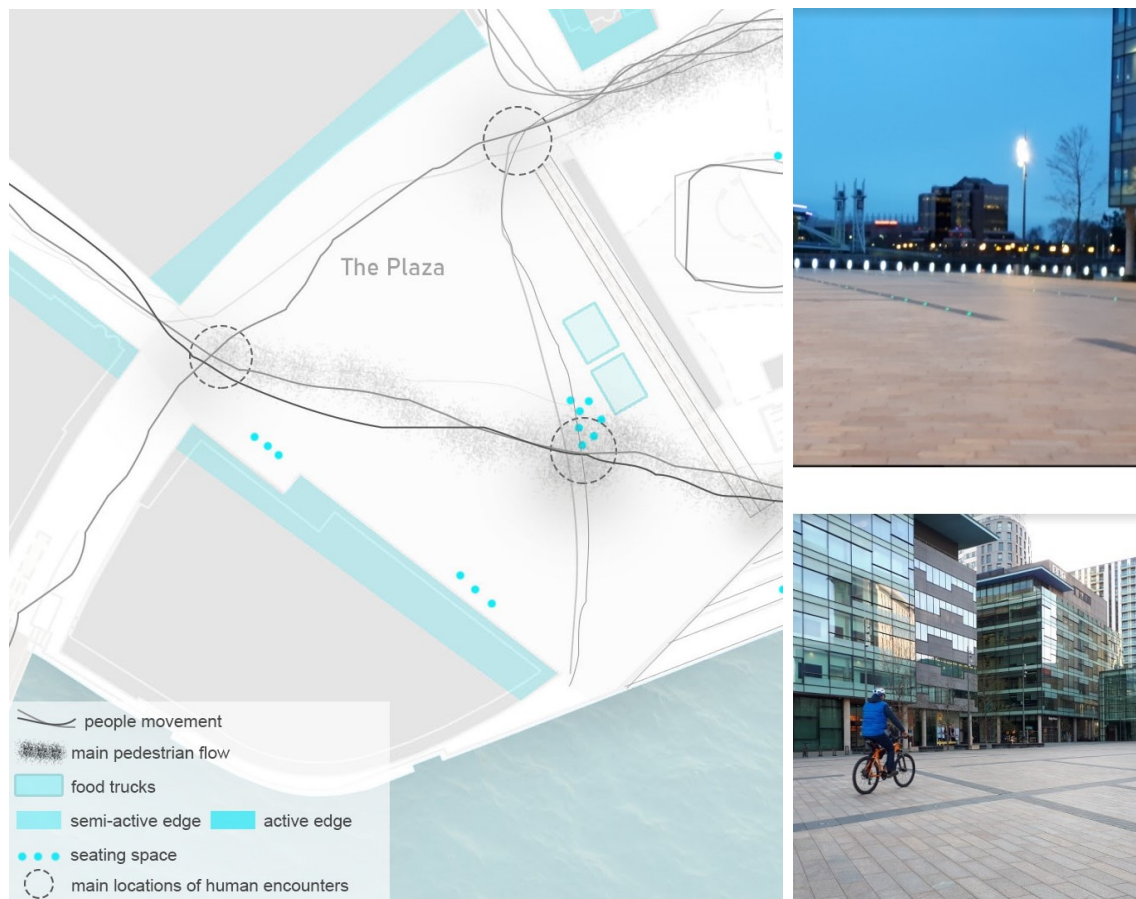 The Plaza
people movement
main pedestrian flow
food trucks
semi-active edge active edge
seating space
main locations of human encounters